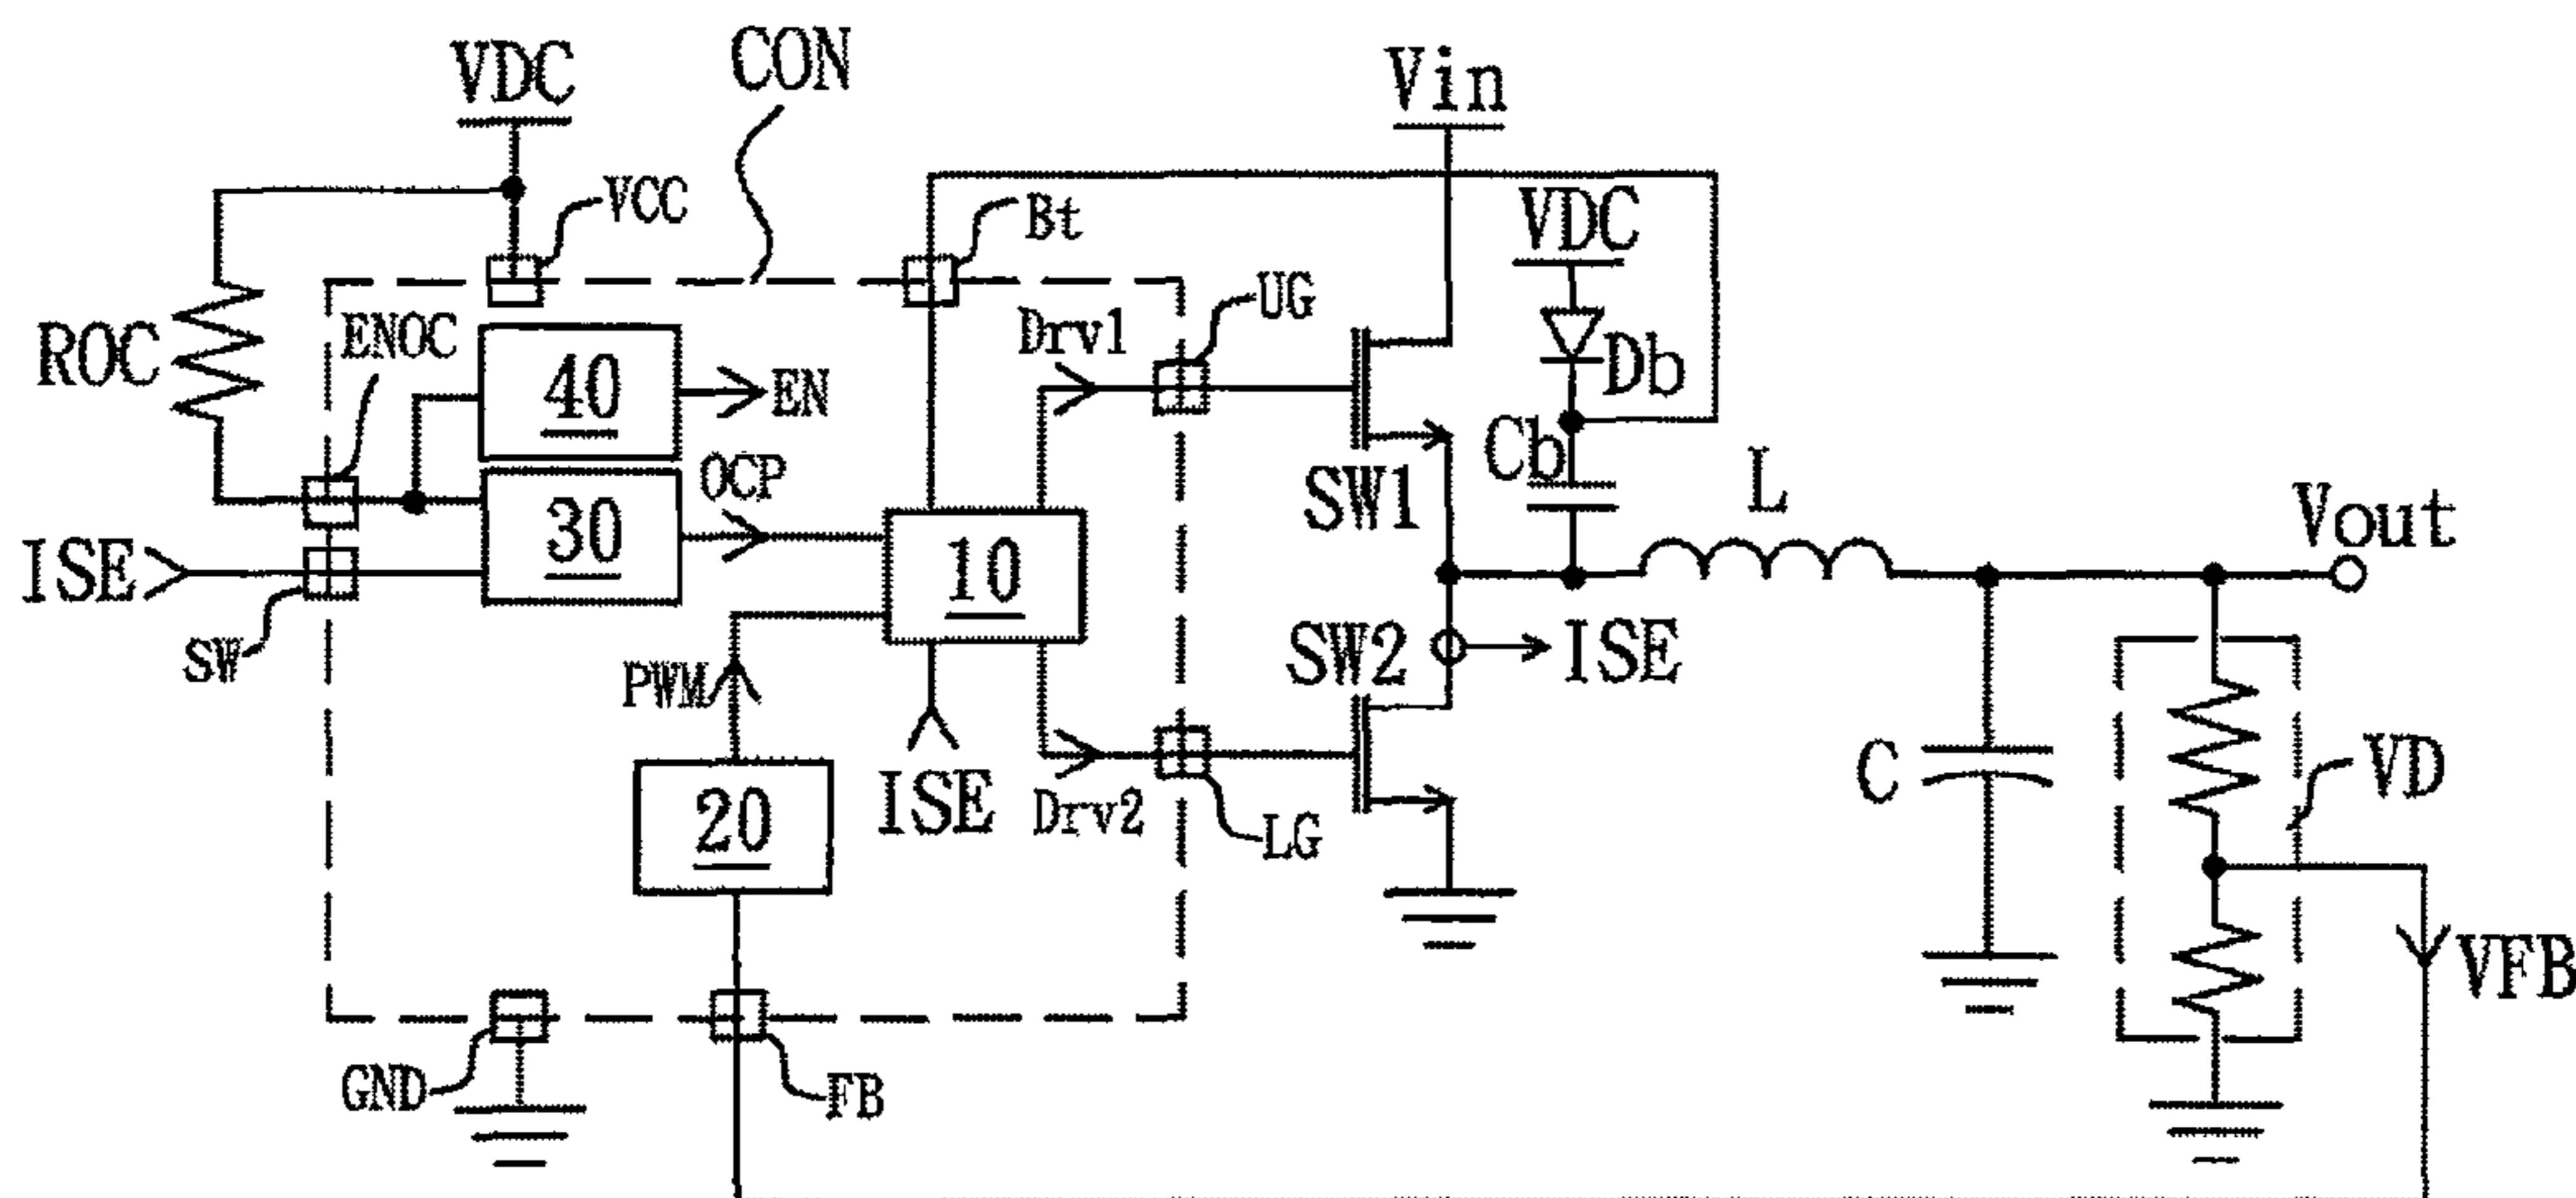 VDC
CON
Vin
VCC
Bt
VDC
UG
ROC
ENOC
40
EN
Drv1
Db
Cb
SW1
L
Vout
OCP
30
ISE
10
SW
PWM
SW2
ISE
20
ISE
Drv2
LG
C
VD
VFB
GND
FB